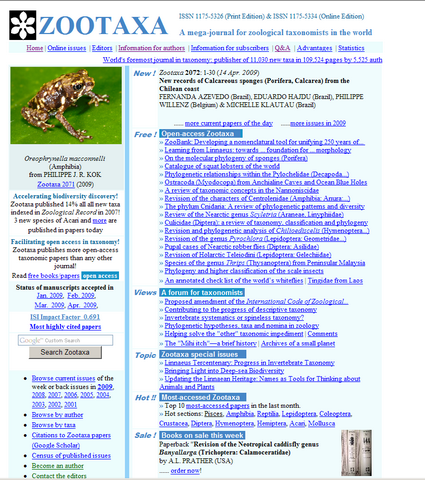 ZOOTAXA
ISSN 1175-5326 (Print Edition) & ISSN 1175-5334 (Online Edition)
A mega-journal for zoological taxonomists in the world
Home | Online issues | Editors | Information for authors | Information for subscribers | Q&A | Advantages | Statistics
World's foremost journal in taxonomy: publisher of 11,030 new taxa in 109,524 pages by 5,525 auth
Oreophrynella macconnelli
(Amphibia)
from PHILIPPE J. R. KOK
Zootaxa 2071 (2009)
Accelerating biodiversity discovery!
Zootaxa published 14% all all new taxa
indexed in Zoological Record in 2007!
3 new species of Acari and more are
published in papers today
Facilitating open access in taxonomy!
Zootaxa publishes more open-access
taxonomic papers than any other
journal!
Read free books/papers open access
Status of manuscripts accepted in
Jan. 2009, Feb. 2009,
Mar. 2009, Apr. 2009,
ISI Impact Factor 0.691
Most highly cited papers
Google Custom Search
Search Zootaxa
• Browse current issues of the
week or back issues in 2009,
2008, 2007, 2006, 2005, 2004,
2003, 2002, 2001
• Browse by author
• Browse by taxa
• Citations to Zootaxa papers
(Google Scholar)
• Census of published issues
• Become an author
• Contact the editors
New ! Zootaxa 2072: 1-30 (14 Apr. 2009)
New records of Calcareous sponges (Porifera, Calcarea) from the
Chilean coast
FERNANDA AZEVEDO (Brazil), EDUARDO HAJDU (Brazil), PHILIPPE
WILLENZ (Belgium) & MICHELLE KLAUTAU (Brazil)
...... more current papers of the day ......more issues in 2009
Free ! Open-access Zootaxa
» ZooBank: Developing a nomenclatural tool for unifying 250 years of...
» Learning from Linnaeus: towards ... foundation for ... morphology
» On the molecular phylogeny of sponges (Porifera)
» Catalogue of squat lobsters of the world
» Phylogenetic relationships within the Pylochelidae (Decapoda...)
» Ostracoda (Myodocopa) from Anchialine Caves and Ocean Blue Holes
» A review of taxonomic concepts in the Nannochloropsis...
» Revision of the characters of Centrolenidae (Amphibia: Anura:...)
» The phylum Cnidaria: A review of phylogenetic patterns and diversity
» Review of the Nearctic genus Scyletria (Araneae, Linyphiidae)
» Culicidae (Diptera): a review of taxonomy, classification and phylogeny
» Revision and phylogenetic analysis of Chiloodizelis (Hymenoptera...)
» Revision of the genus Pyrochlora (Lepidoptera: Geometridae...)
» Pupal cases of Nearctic robber flies (Diptera: Asilidae)
» Revision of Holarctic Teleiodini (Lepidoptera: Gelechiidae)
» Species of the genus Thrips (Thysanoptera) from Peninsular Malaysia
» Phylogeny and higher classification of the scale insects
» An annotated check list of the world's whiteflies | Tingidae from Laos
Views A forum for taxonomists
» Proposed amendment of the International Code of Zoological...
» Contributing to the progress of descriptive taxonomy
» Invertebrate systematics or spineless taxonomy?
» Phylogenetic hypotheses, taxa and nomina in zoology
» Helping solve the "other" taxonomic impediment | Comments
» The "Mihi itch"—a brief history | Archives of a small planet
Topic Zootaxa special issues
» Linnaeus Tercentenary: Progress in Invertebrate Taxonomy
» Bringing Light into Deep-sea Biodiversity
» Updating the Linnaean Heritage: Names as Tools for Thinking about
Animals and Plants
Hot !! Most-accessed Zootaxa
» Top 10 most-accessed papers in the last month.
» Hot sections: Pisces, Amphibia, Reptilia, Lepidoptera, Coleoptera,
Crustacea, Diptera, Hymenoptera, Hemiptera, Acari, Mollusca
Sale ! Books on sale this week
Paperback "Revision of the Neotropical caddisfly genus
Banyallarga (Trichoptera: Calamoceratidae)
by A.L. PRATHER (USA)
...... order now!